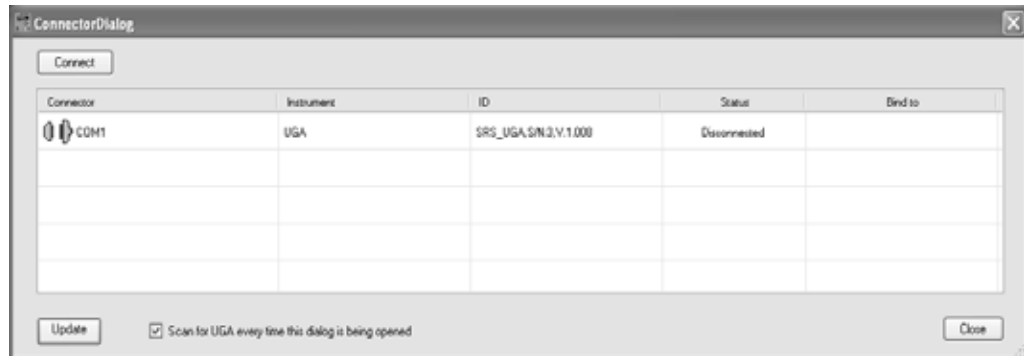 ConnectorDialog
Connect
Connector Instrument ID Status Bind to
COM1 UGA SRS_UGA,S/N:3,V.1.008 Disconnected
Update Scan for UGA every time this dialog is being opened Close